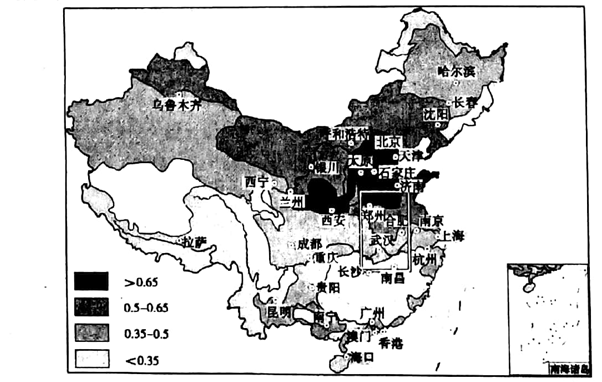 哈尔滨
长春
乌鲁木齐
沈阳
呼和浩特
北京
天津
银川
太原
石家庄
西宁
济南
兰州
西安
郑州
合肥
南京
上海
拉萨
成都
武汉
杭州
重庆
长沙
南昌
贵阳
昆明
南宁
广州
澳门
香港
海口
>0.65
0.5-0.65
0.35-0.5
<0.35
南海诸岛